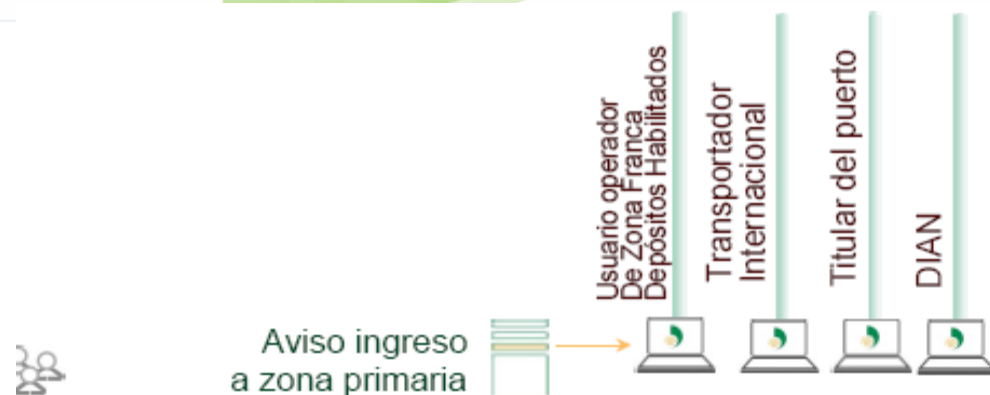 Usuario operador
De Zona Franca
Depósitos Habilitados
Transportador
Internacional
Titular del puerto
DIAN
Aviso ingreso
a zona primaria